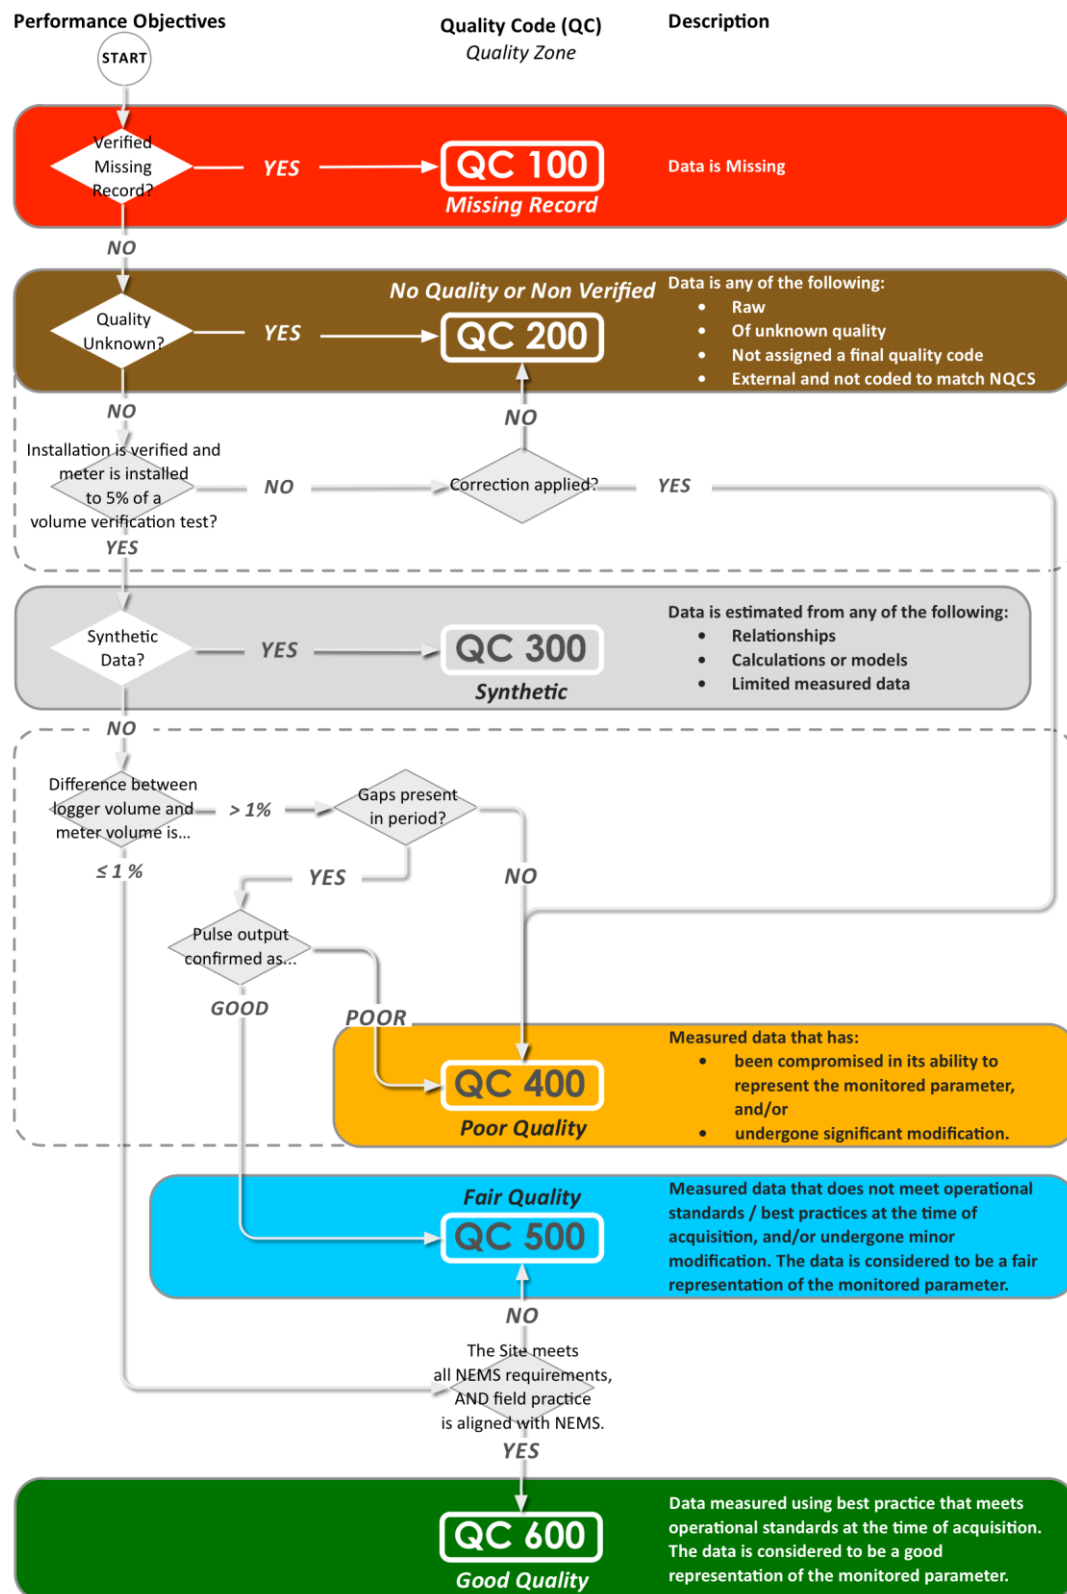 Performance Objectives
Quality Code (QC)
Quality Zone
Description
START
Verified
Missing
Record?
YES
QC 100
Missing Record
Data is Missing
NO
Quality
Unknown?
YES
No Quality or Non Verified
QC 200
Data is any of the following:
• Raw
• Of unknown quality
• Not assigned a final quality code
• External and not coded to match NQCS
NO
NO
Installation is verified and
meter is installed
to 5% of a
volume verification test?
NO
Correction applied?
YES
YES
Synthetic
Data?
YES
QC 300
Synthetic
Data is estimated from any of the following:
• Relationships
• Calculations or models
• Limited measured data
NO
Difference between
logger volume and
meter volume is...
> 1%
Gaps present
in period?
≤ 1 %
YES
NO
Pulse output
confirmed as...
GOOD
POOR
QC 400
Poor Quality
Measured data that has:
• been compromised in its ability to
represent the monitored parameter,
and/or
• undergone significant modification.
Fair Quality
QC 500
Measured data that does not meet operational
standards / best practices at the time of
acquisition, and/or undergone minor
modification. The data is considered to be a fair
representation of the monitored parameter.
NO
The Site meets
all NEMS requirements,
AND field practice
is aligned with NEMS.
YES
QC 600
Good Quality
Data measured using best practice that meets
operational standards at the time of acquisition.
The data is considered to be a good
representation of the monitored parameter.